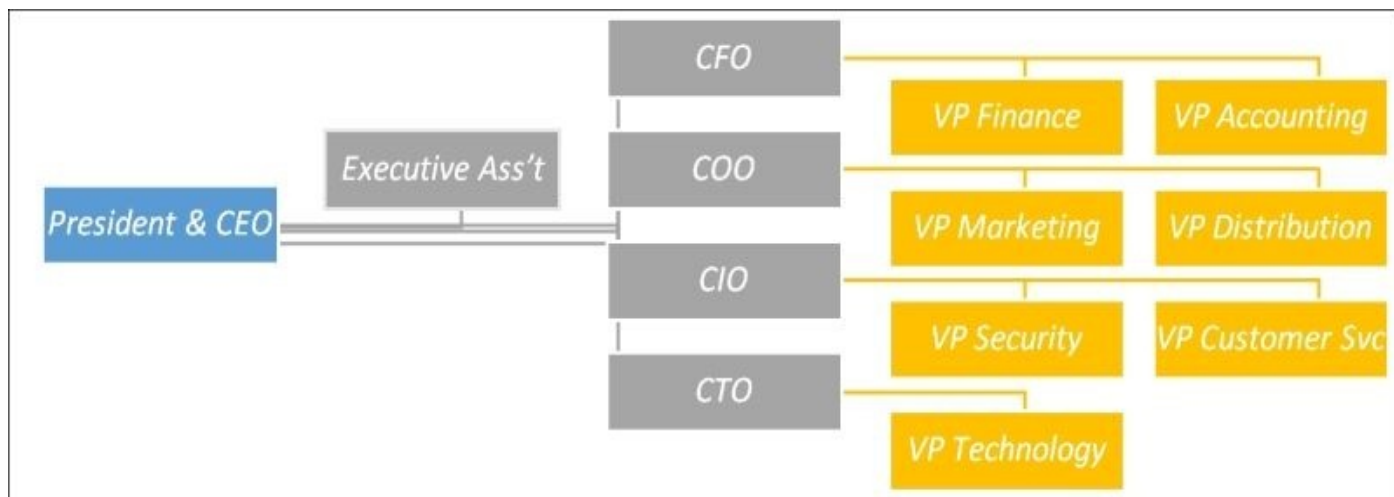 CFO
VP Finance
VP Accounting
Executive Ass't
COO
President & CEO
VP Marketing
VP Distribution
CIO
VP Security
VP Customer Svc
CTO
VP Technology